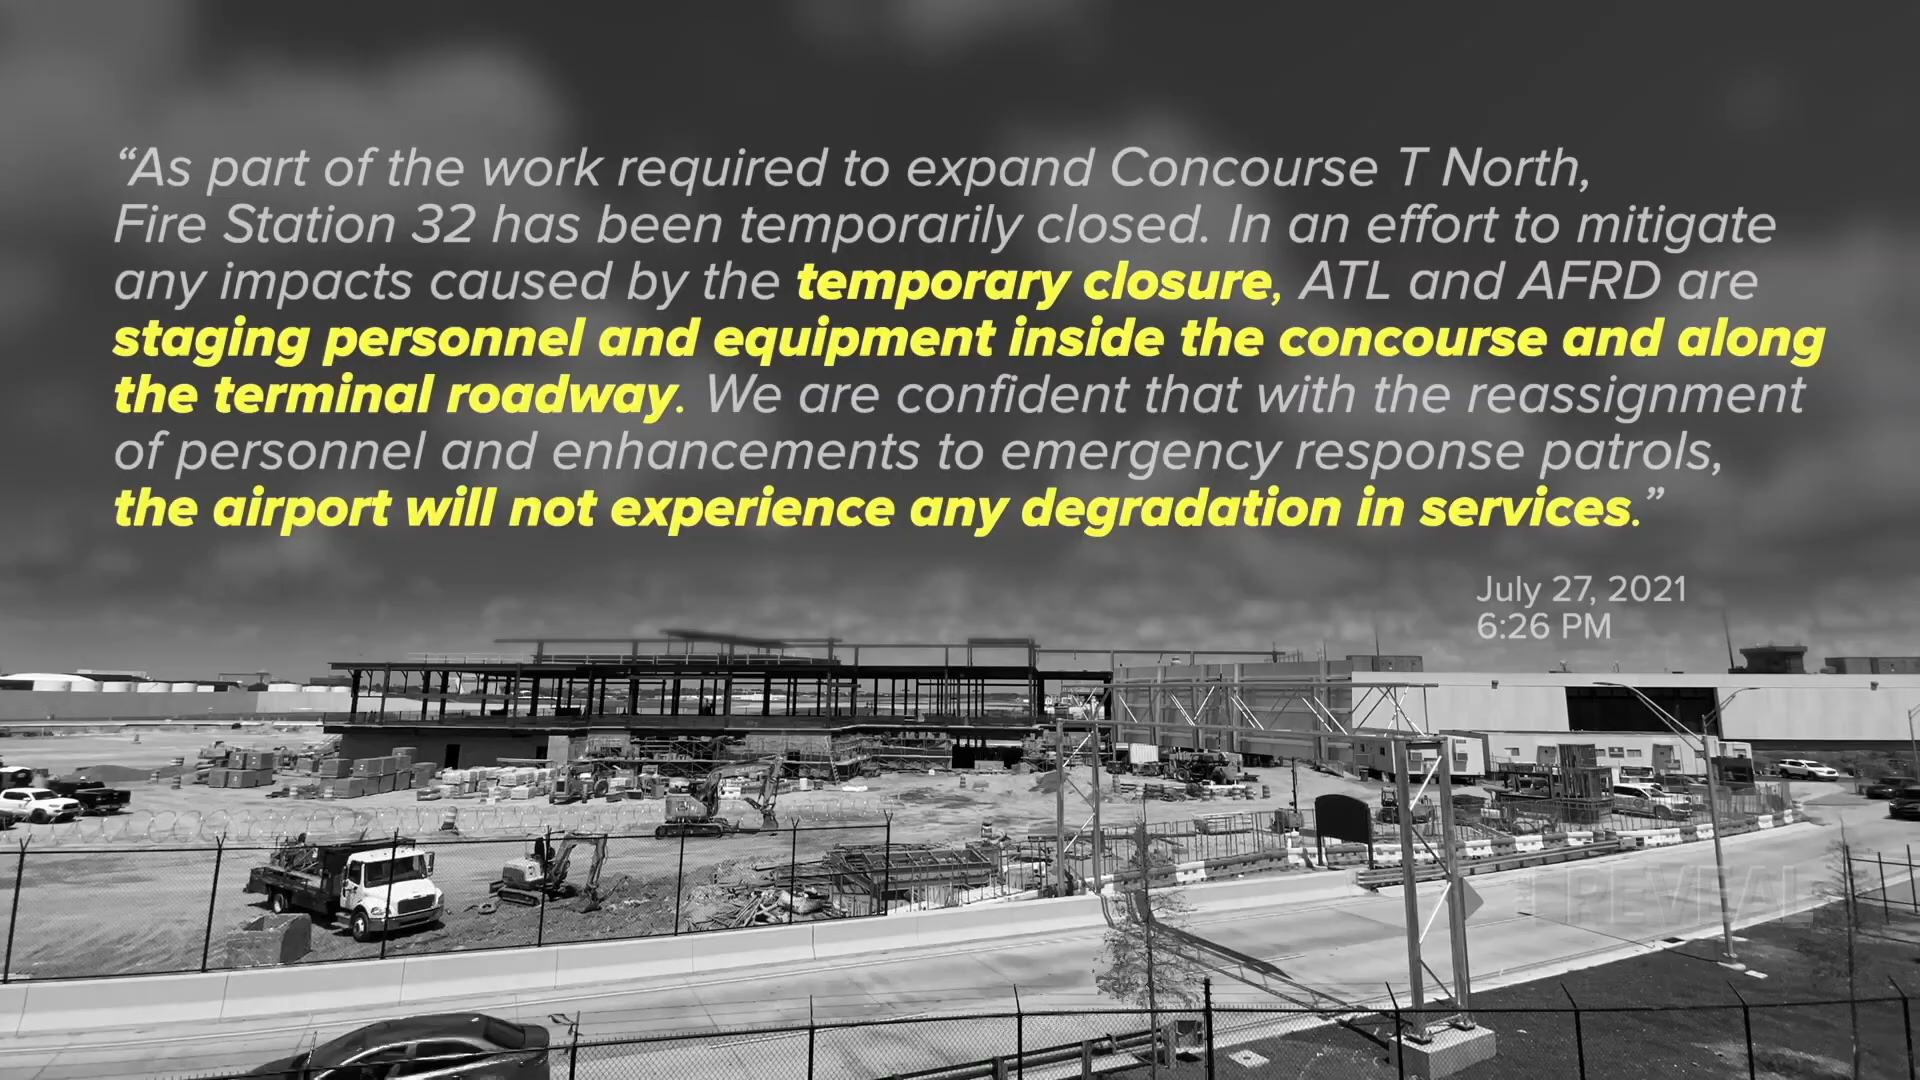 “As part of the work required to expand Concourse T North,
Fire Station 32 has been temporarily closed. In an effort to mitigate
any impacts caused by the temporary closure, ATL and AFRD are
staging personnel and equipment inside the concourse and along
the terminal roadway. We are confident that with the reassignment
of personnel and enhancements to emergency response patrols,
the airport will not experience any degradation in services.”
July 27, 2021
6:26 PM
REVEAL